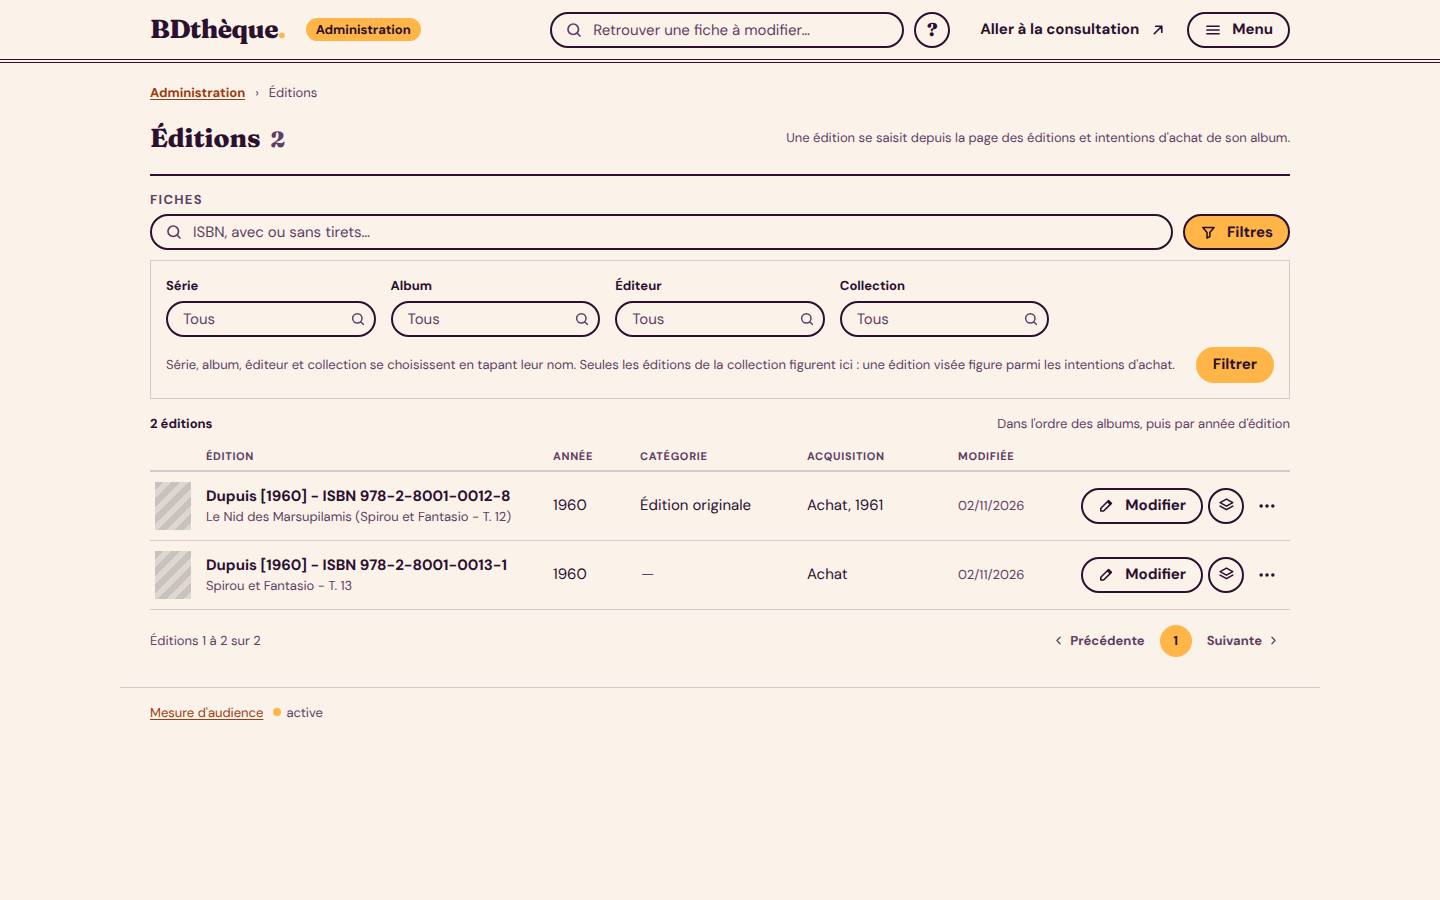 BDthèque.
Administration
Retrouver une fiche à modifier…
?
Aller à la consultation
Menu
Administration › Éditions
Éditions 2
Une édition se saisit depuis la page des éditions et intentions d'achat de son album.
FICHES
ISBN, avec ou sans tirets…
Filtres
Série Album Éditeur Collection
Tous Tous Tous Tous
Série, album, éditeur et collection se choisissent en tapant leur nom. Seules les éditions de la collection figurent ici : une édition visée figure parmi les intentions d'achat.
Filtrer
2 éditions
Dans l'ordre des albums, puis par année d'édition
ÉDITION ANNÉE CATÉGORIE ACQUISITION MODIFIÉE
Dupuis [1960] - ISBN 978-2-8001-0012-8
Le Nid des Marsupilamis (Spirou et Fantasio - T. 12)
1960 Édition originale Achat, 1961 02/11/2026 Modifier
Dupuis [1960] - ISBN 978-2-8001-0013-1
Spirou et Fantasio - T. 13
1960 — Achat 02/11/2026 Modifier
Éditions 1 à 2 sur 2
‹ Précédente 1 Suivante ›
Mesure d'audience active